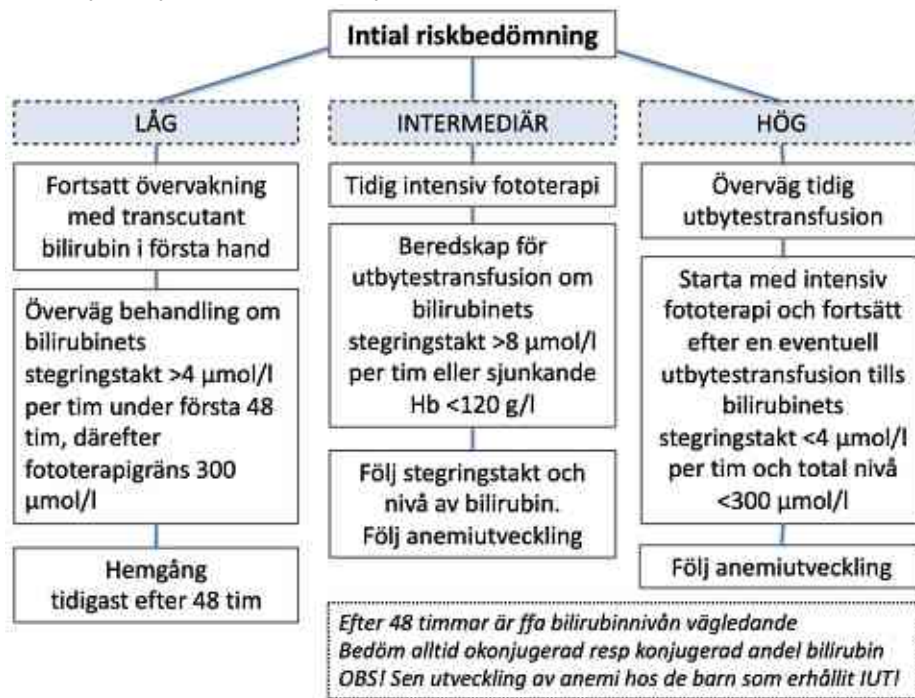 Intial riskbedömning
LÅG
Fortsatt övervakning
med transcutant
bilirubin i första hand
Överväg behandling om
bilirubinets
stegringstakt >4 µmol/l
per tim under första 48
tim, därefter
fototerapigräns 300
µmol/l
Hemgång
tidigast efter 48 tim
INTERMEDIÄR
Tidig intensiv fototerapi
Beredskap för
utbytestransfusion om
bilirubinets
stegringstakt >8 µmol/l
per tim eller sjunkande
Hb <120 g/l
Följ stegringstakt och
nivå av bilirubin.
Följ anemiutveckling
HÖG
Överväg tidig
utbytestransfusion
Starta med intensiv
fototerapi och fortsätt
efter en eventuell
utbytestransfusion tills
bilirubinets
stegringstakt <4 µmol/l
per tim och total nivå
<300 µmol/l
Följ anemiutveckling
Efter 48 timmar är ffa bilirubinnivån vägledande
Bedöm alltid okonjugerad resp konjugerad andel bilirubin
OBS! Sen utveckling av anemi hos de barn som erhållit IUT!